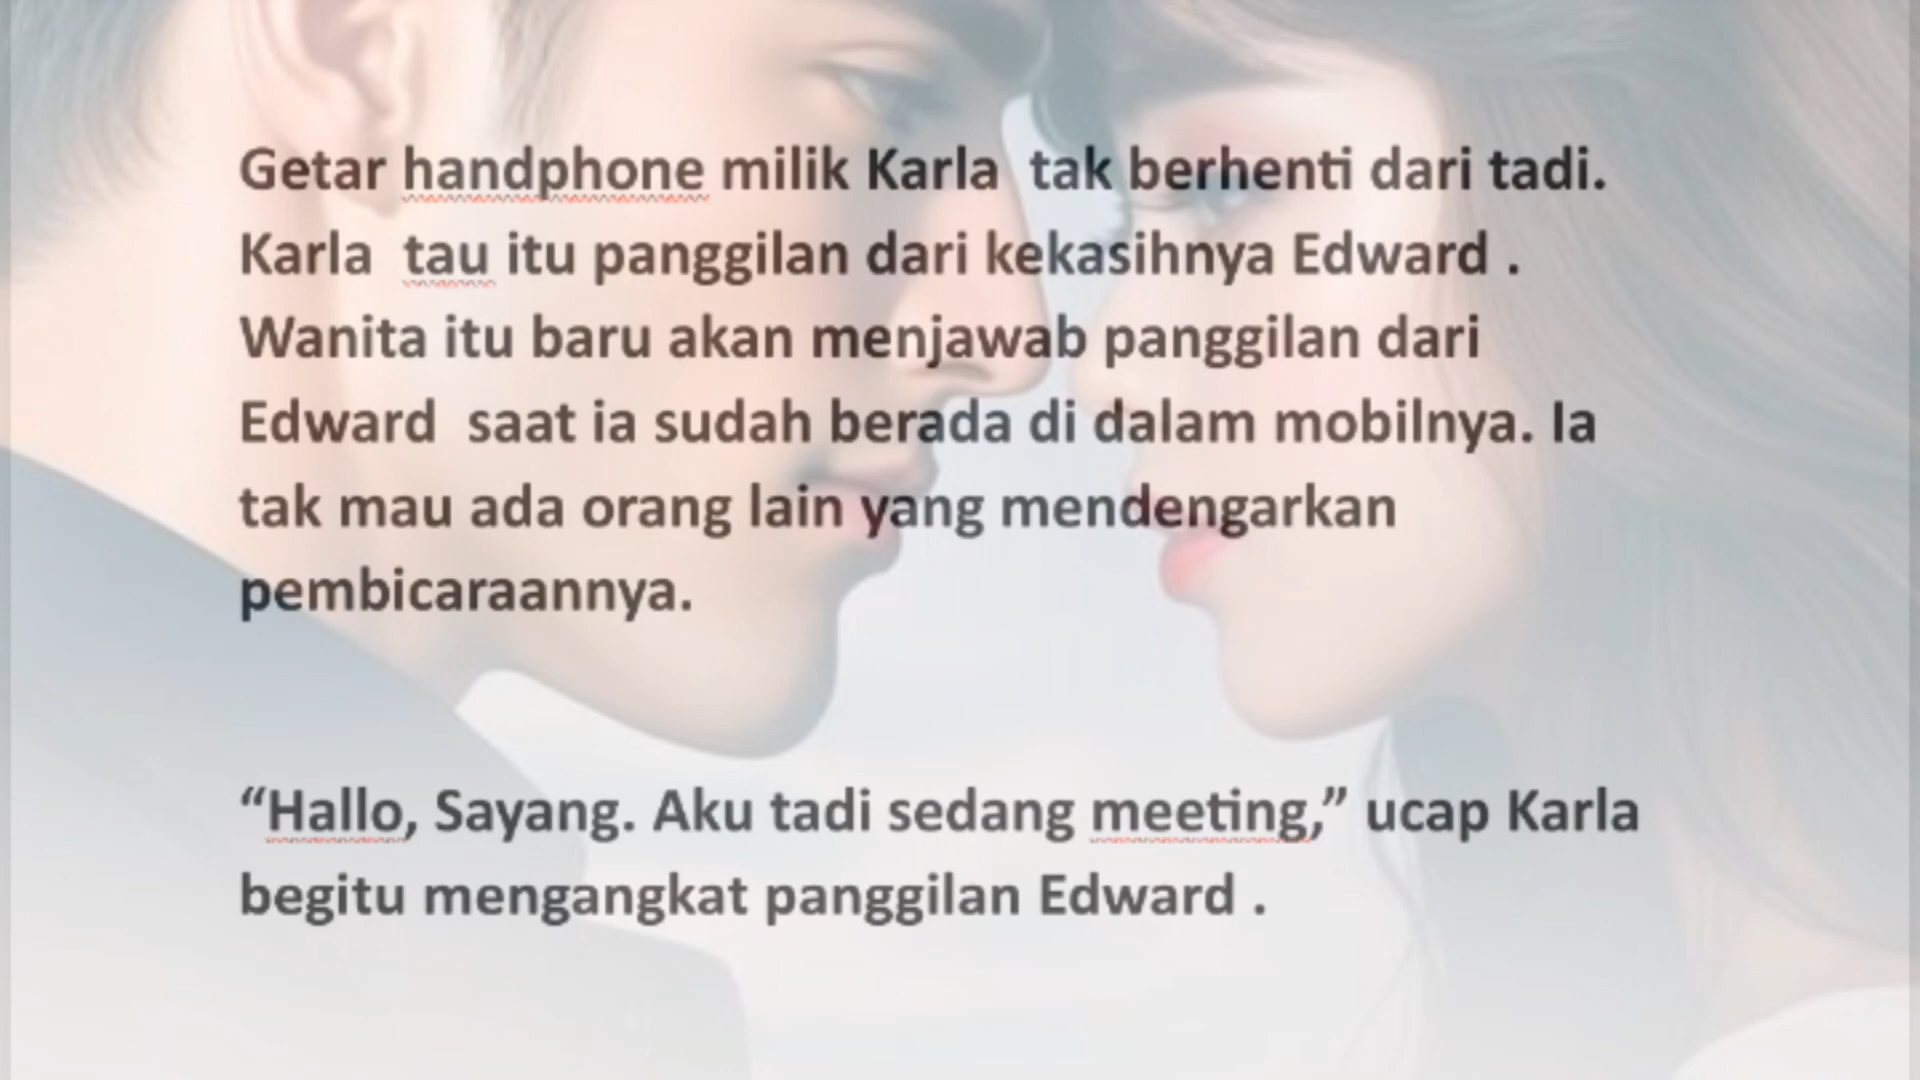 Getar handphone milik Karla  tak berhenti dari tadi.
Karla  tau itu panggilan dari kekasihnya Edward .
Wanita itu baru akan menjawab panggilan dari
Edward  saat ia sudah berada di dalam mobilnya. Ia
tak mau ada orang lain yang mendengarkan
pembicaraannya.
“Hallo, Sayang. Aku tadi sedang meeting,” ucap Karla
begitu mengangkat panggilan Edward .